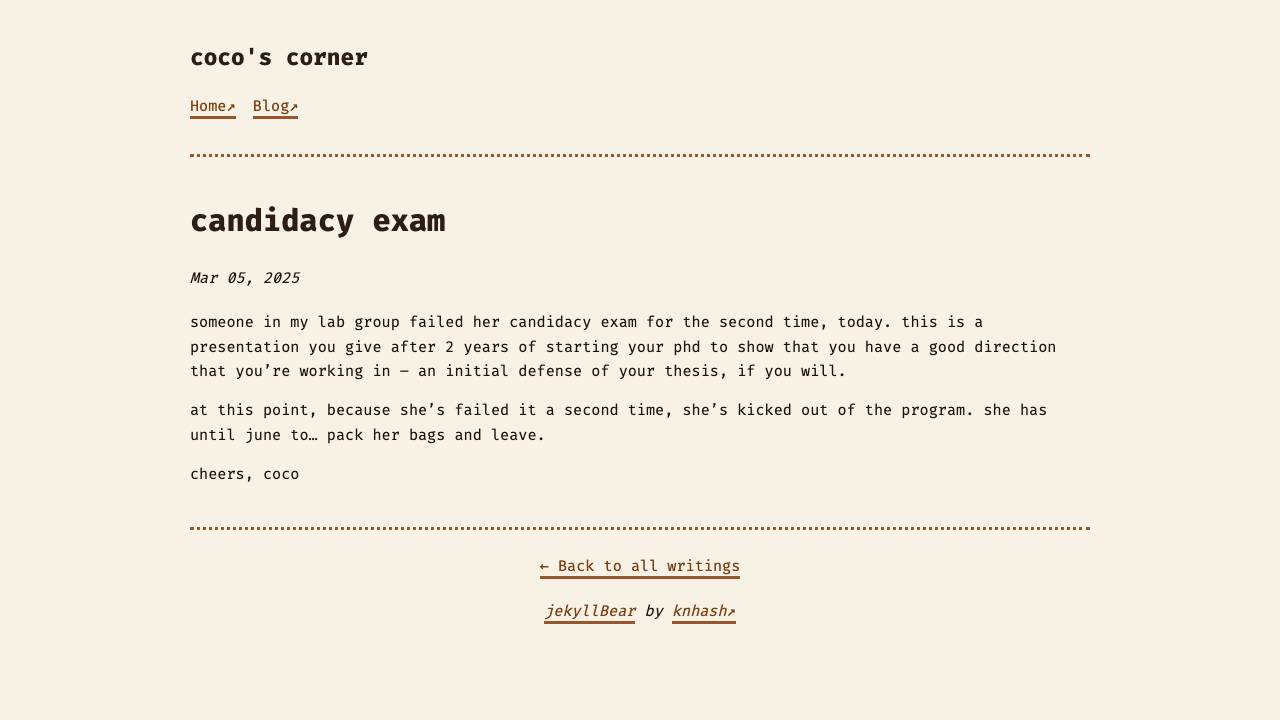 coco's corner
Home↗ Blog↗
candidacy exam
Mar 05, 2025
someone in my lab group failed her candidacy exam for the second time, today. this is a
presentation you give after 2 years of starting your phd to show that you have a good direction
that you’re working in – an initial defense of your thesis, if you will.
at this point, because she’s failed it a second time, she’s kicked out of the program. she has
until june to… pack her bags and leave.
cheers, coco
← Back to all writings
jekyllBear by knhash↗